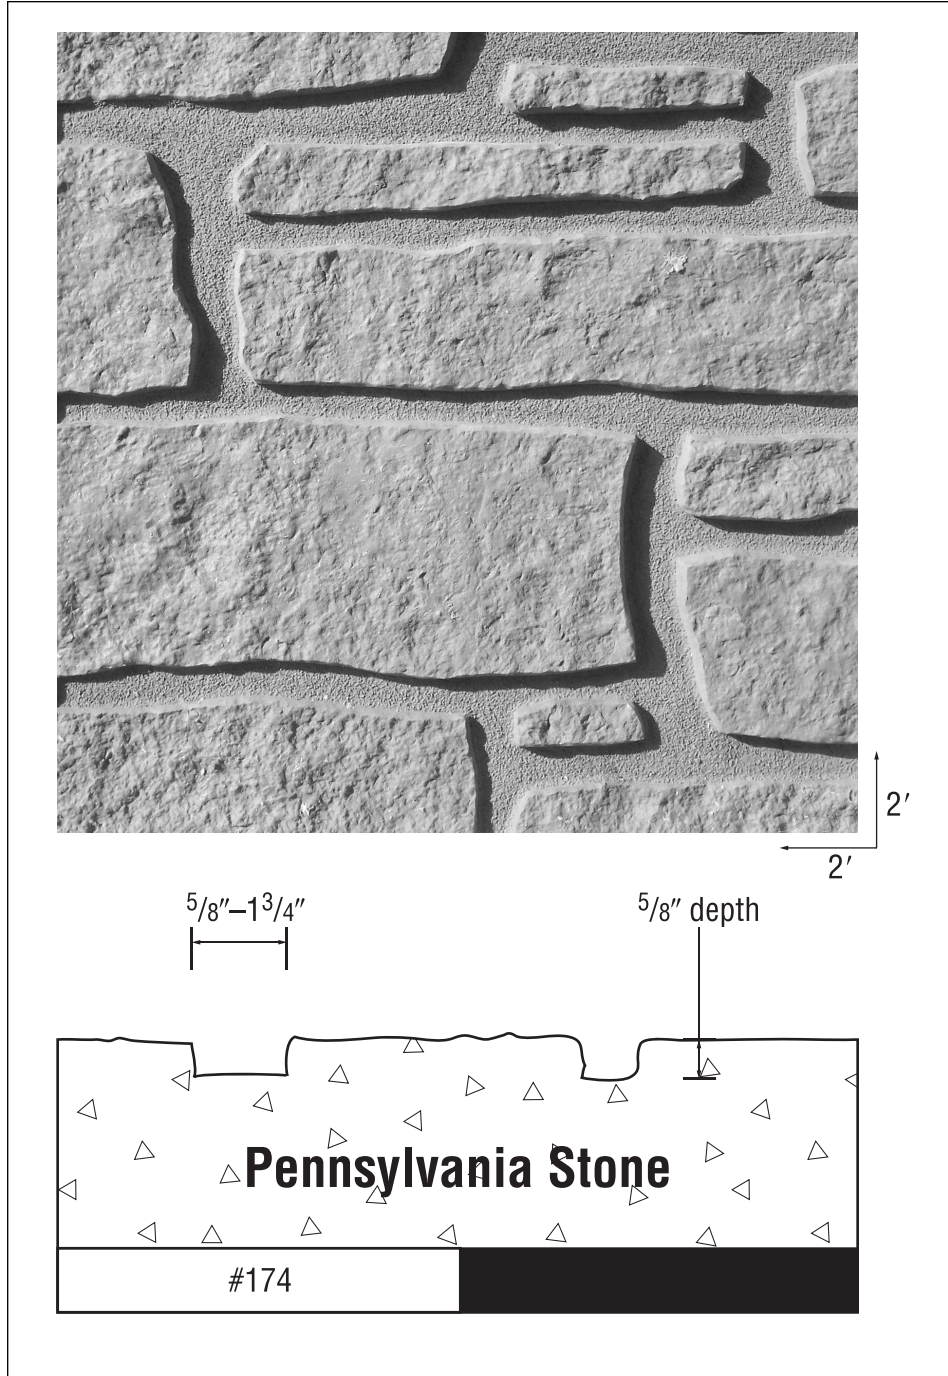 2′
2′
5/8″–1 3/4″
5/8″ depth
Pennsylvania Stone
#174